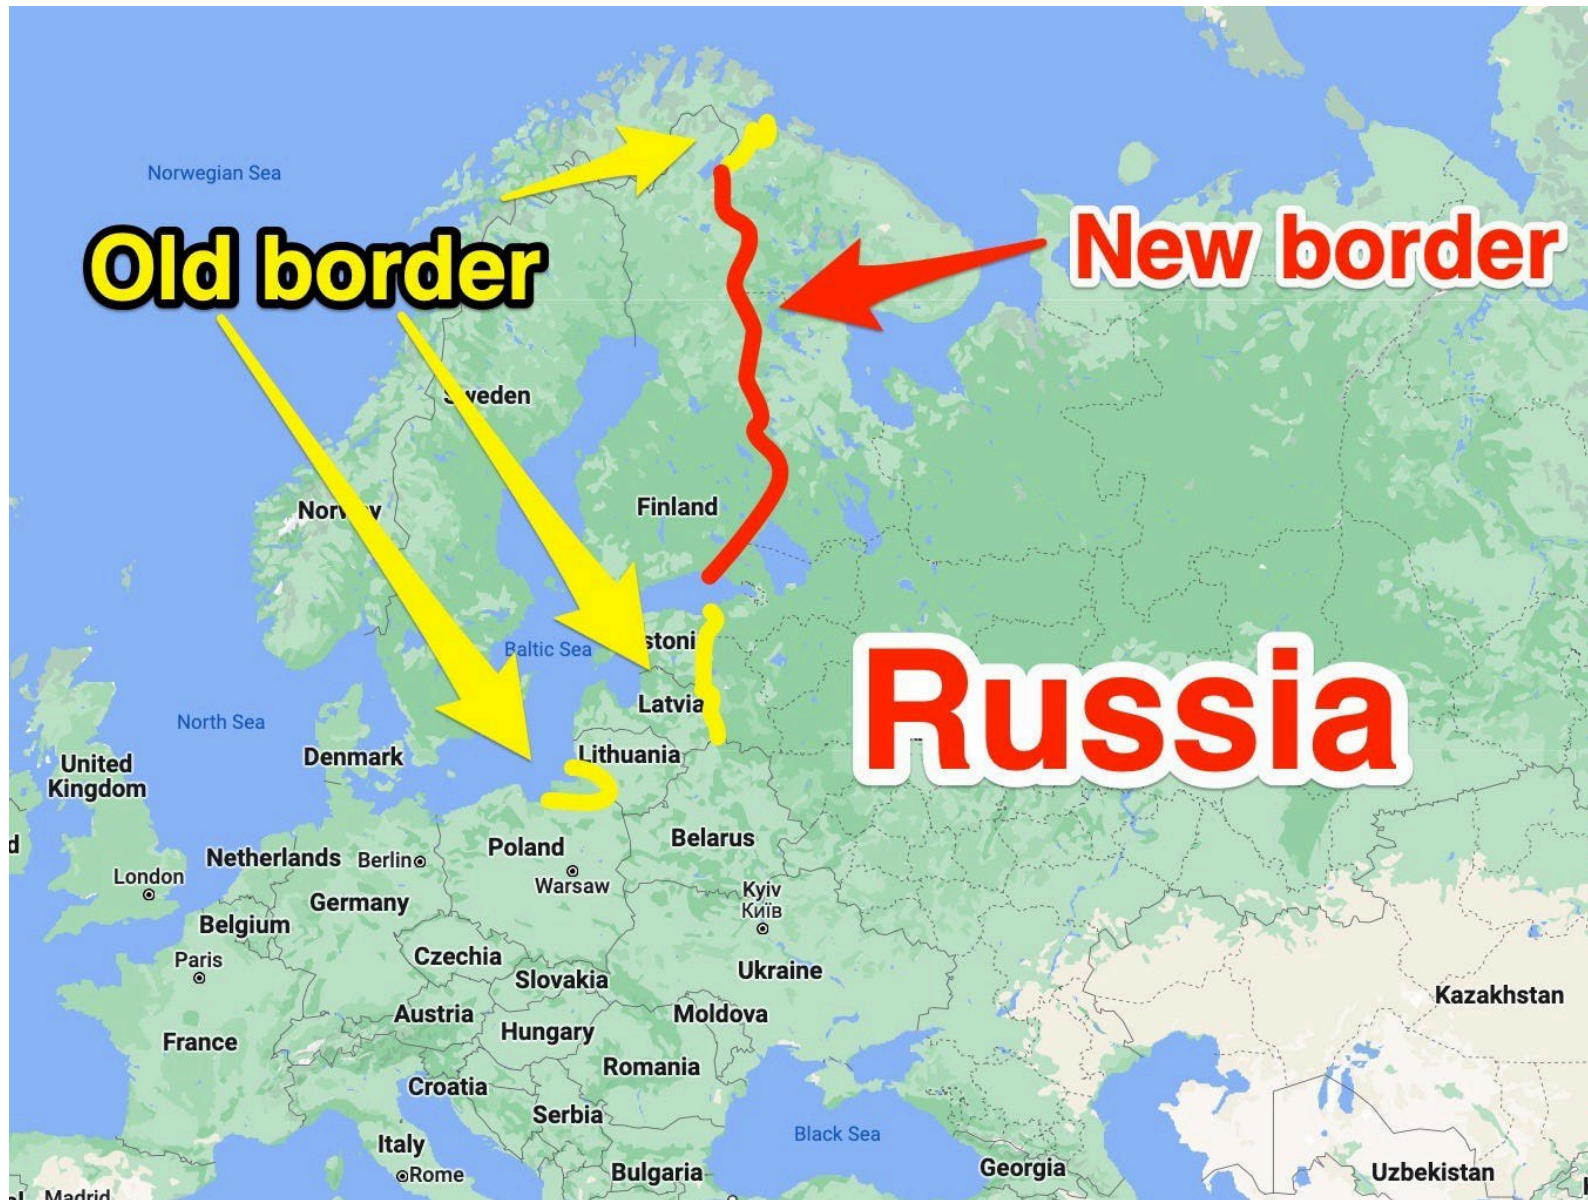 Norwegian Sea
Old border
New border
Sweden
Norway
Finland
Baltic Sea
stoni
Latvia
Russia
North Sea
Denmark
Lithuania
United
Kingdom
Belarus
Poland
Netherlands
Berlin
London
Warsaw
Kyiv
Київ
Germany
Belgium
Paris
Czechia
Slovakia
Ukraine
Kazakhstan
Austria
Moldova
Hungary
France
Romania
Croatia
Serbia
Black Sea
Italy
Rome
Bulgaria
Georgia
Uzbekistan
Madrid